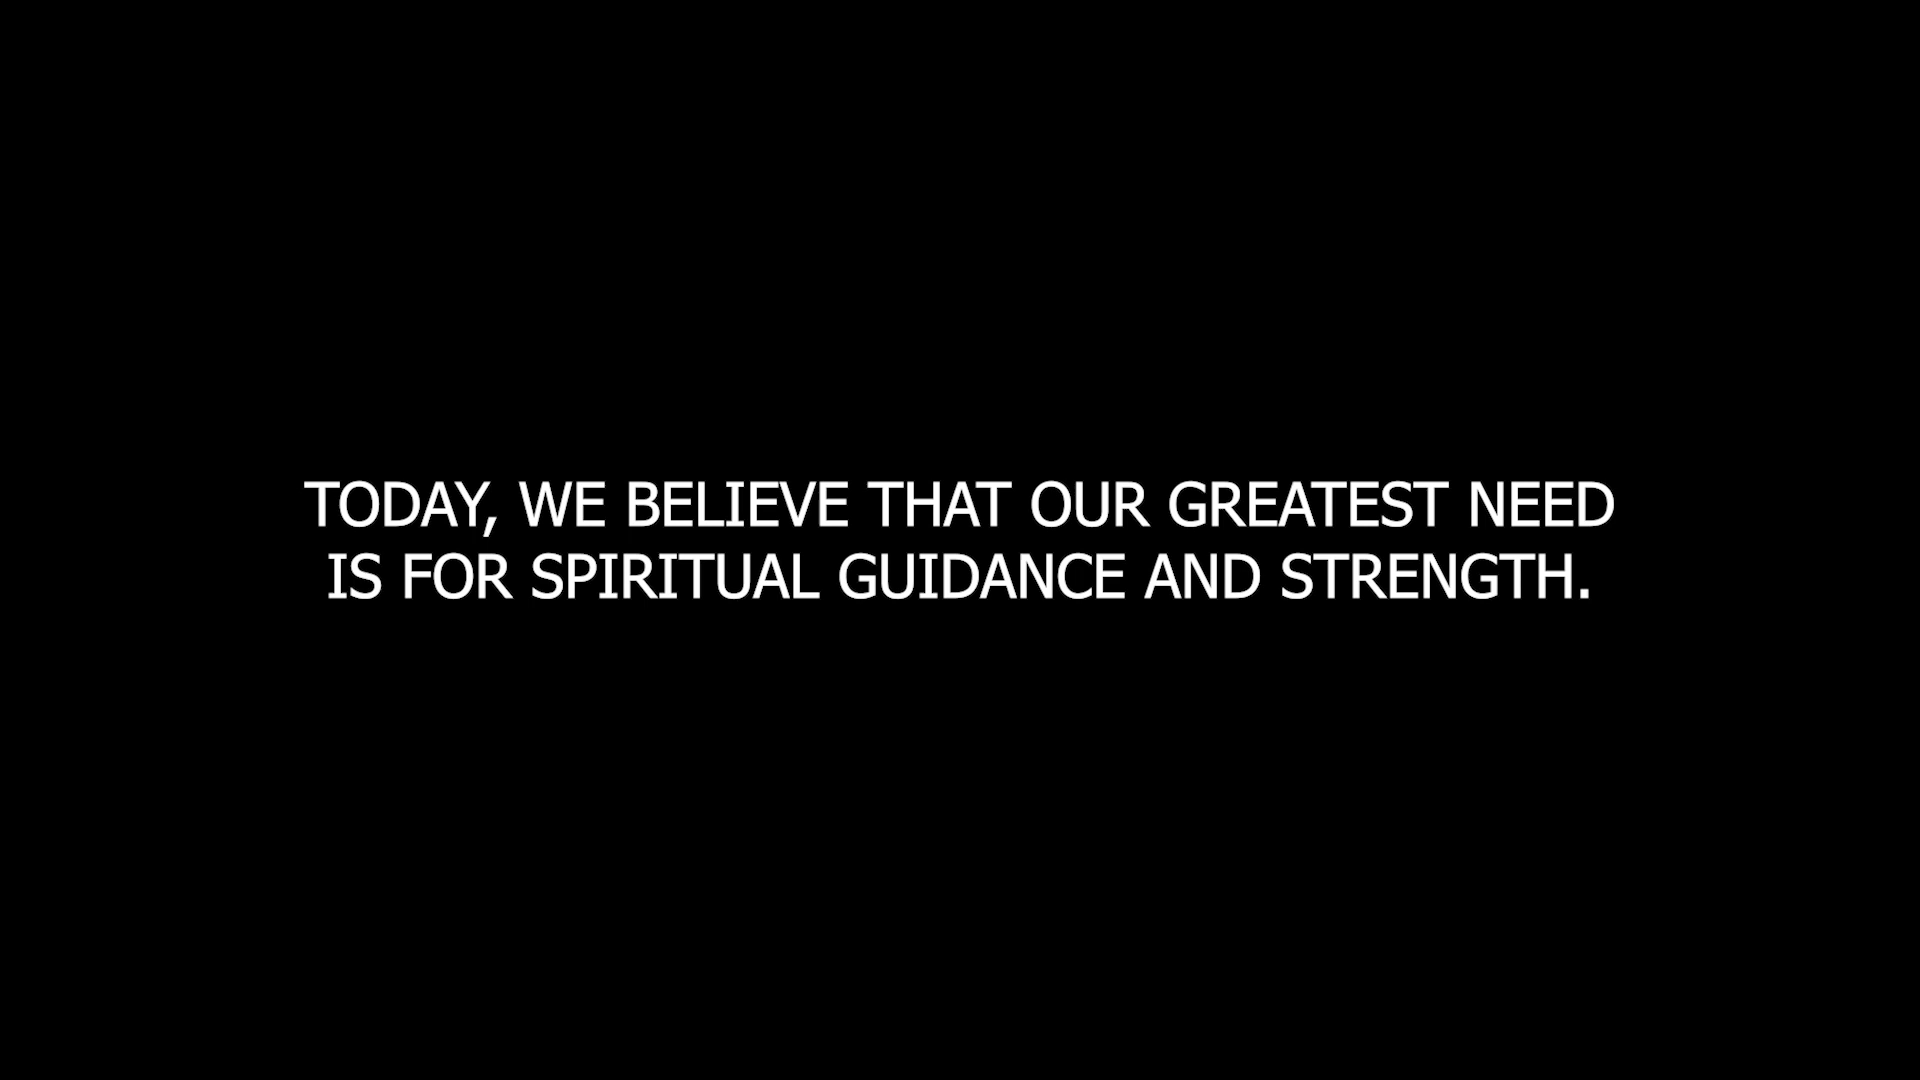 TODAY, WE BELIEVE THAT OUR GREATEST NEED
IS FOR SPIRITUAL GUIDANCE AND STRENGTH.